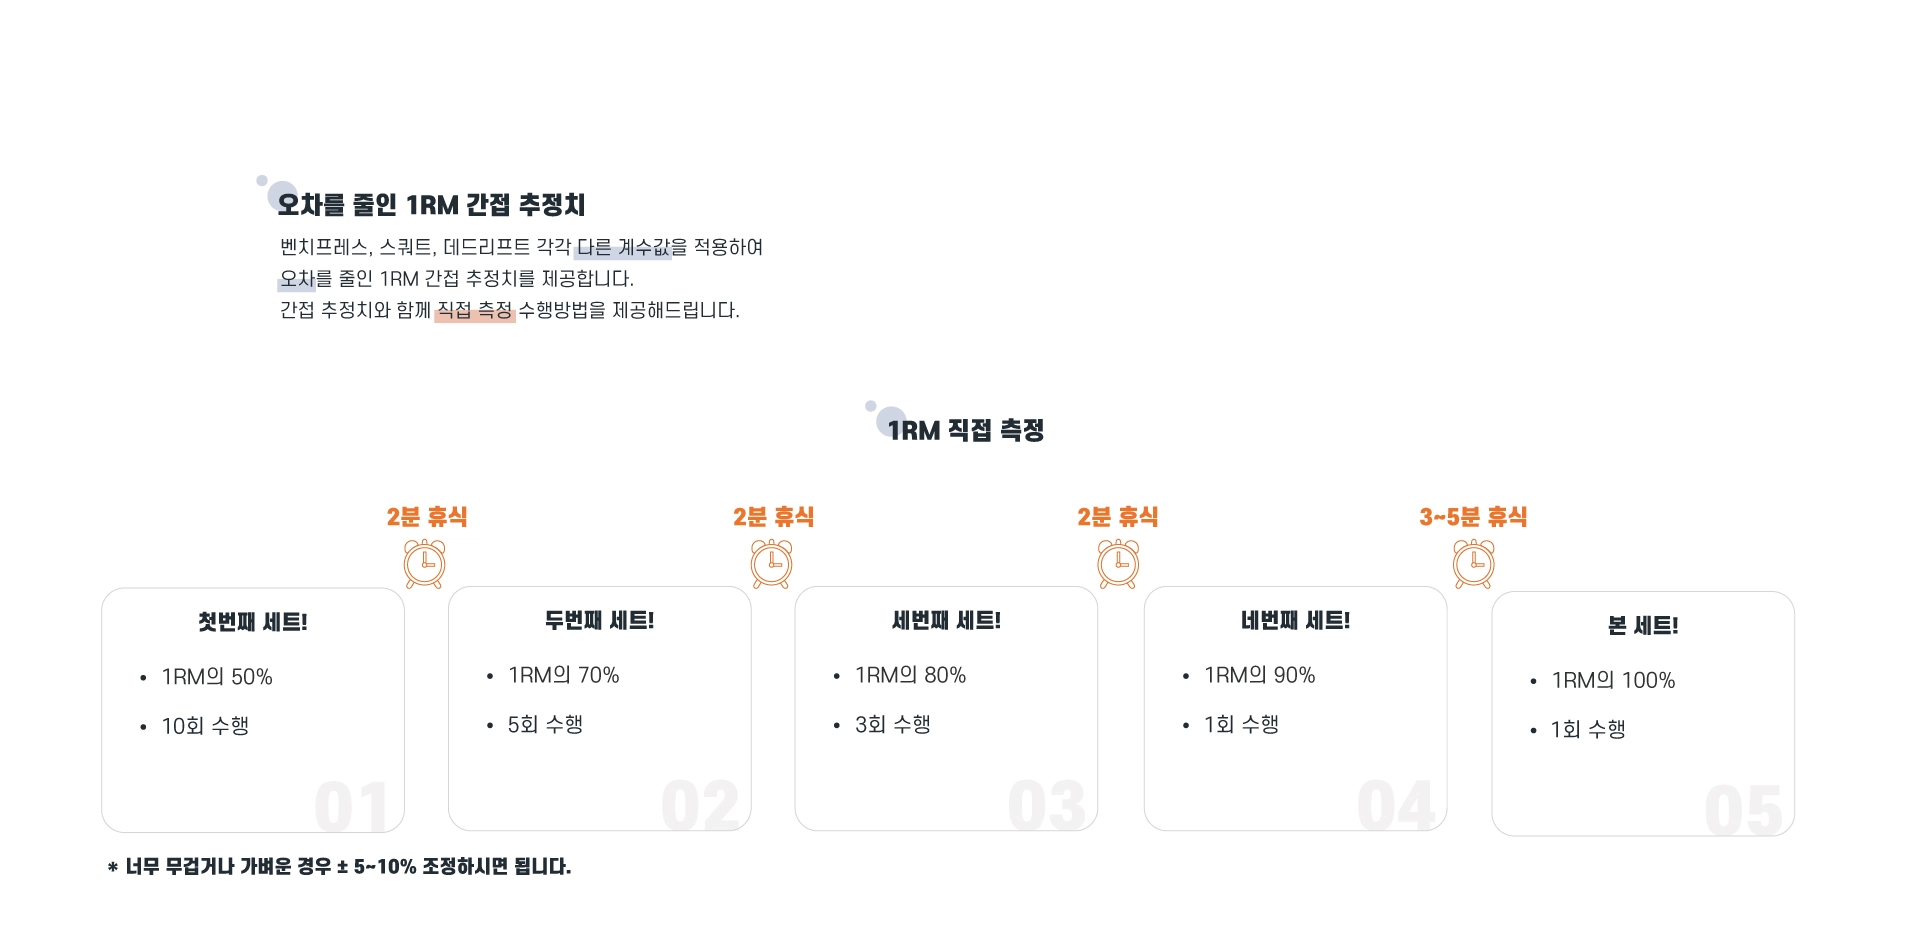 오차를 줄인 1RM 간접 추정치
벤치프레스, 스쿼트, 데드리프트 각각 다른 계수값을 적용하여
오차를 줄인 1RM 간접 추정치를 제공합니다.
간접 추정치와 함께 직접 측정 수행방법을 제공해드립니다.
1RM 직접 측정
2분 휴식
2분 휴식
2분 휴식
3~5분 휴식
첫번째 세트!
• 1RM의 50%
• 10회 수행
01
두번째 세트!
• 1RM의 70%
• 5회 수행
02
세번째 세트!
• 1RM의 80%
• 3회 수행
03
네번째 세트!
• 1RM의 90%
• 1회 수행
04
본 세트!
• 1RM의 100%
• 1회 수행
05
* 너무 무겁거나 가벼운 경우 ± 5~10% 조정하시면 됩니다.